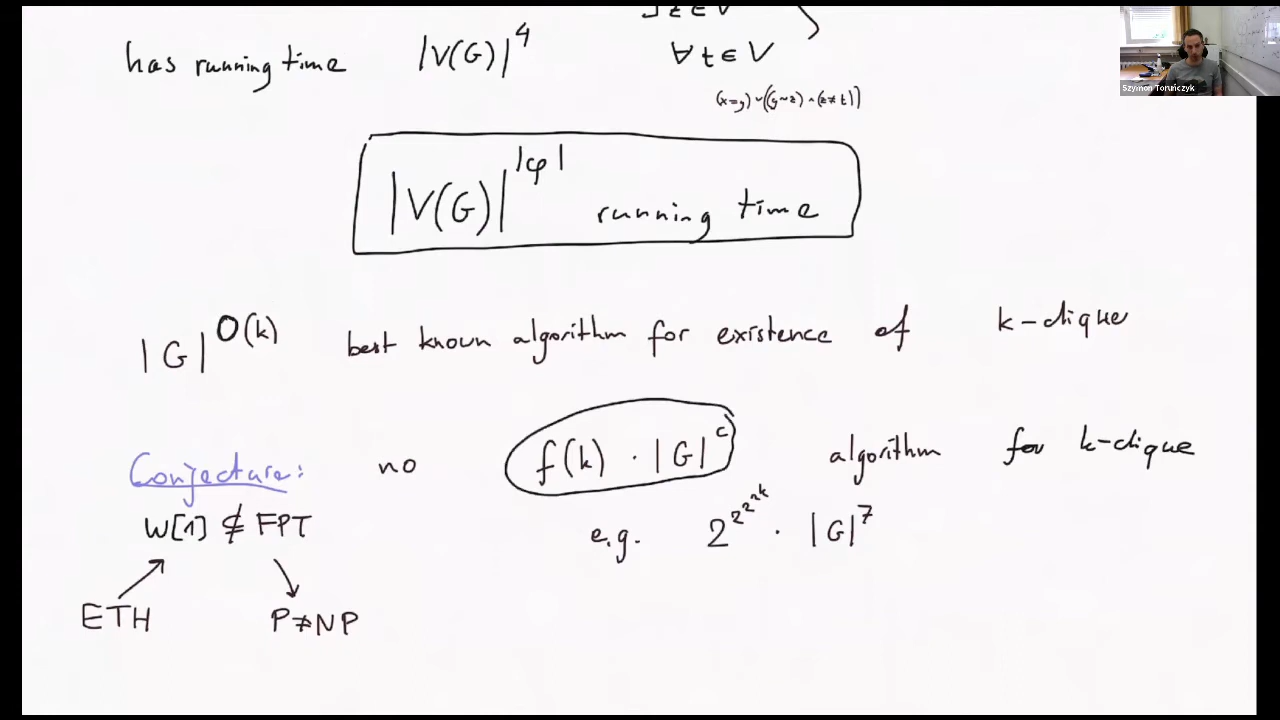 ∃ z ∈ V
has running time |V(G)|^4
∀ t ∈ V
(x=y) ∨ ((y∼z) ∧ (z≠t))
|V(G)|^|φ| running time
|G|^O(k) best known algorithm for existence of k-clique
Conjecture: no f(k) · |G|^c algorithm for k-clique
W[1] ⊈ FPT e.g. 2^2^2^2^k · |G|^7
ETH P≠NP
Szymon Toruńczyk